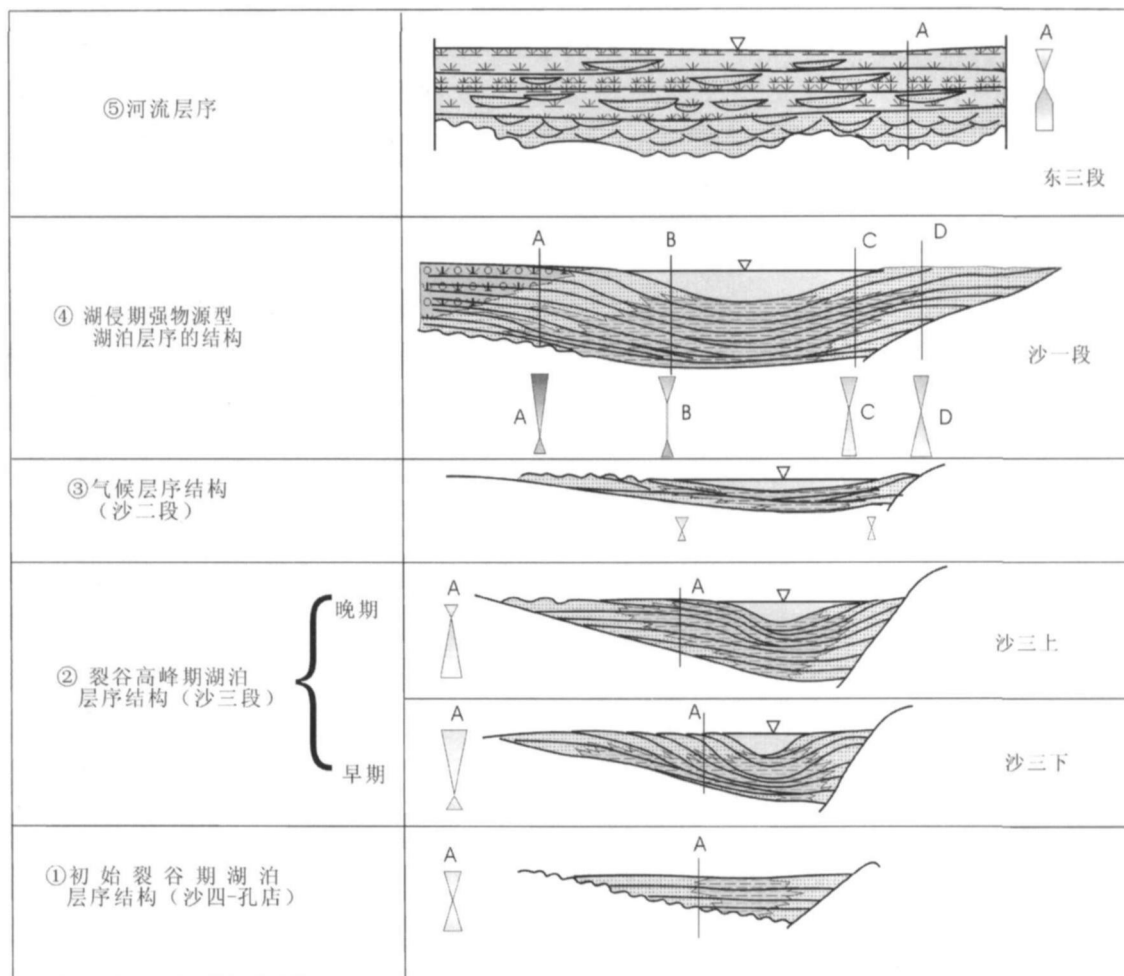 ⑤河流层序
A
A
东三段
④ 湖侵期强物源型
湖泊层序的结构
A
B
C
D
沙一段
A
B
C
D
③气候层序结构
(沙二段)
② 裂谷高峰期湖泊
层序结构(沙三段)
晚期
早期
A
A
沙三上
A
A
沙三下
①初始裂谷期湖泊
层序结构(沙四-孔店)
A
A